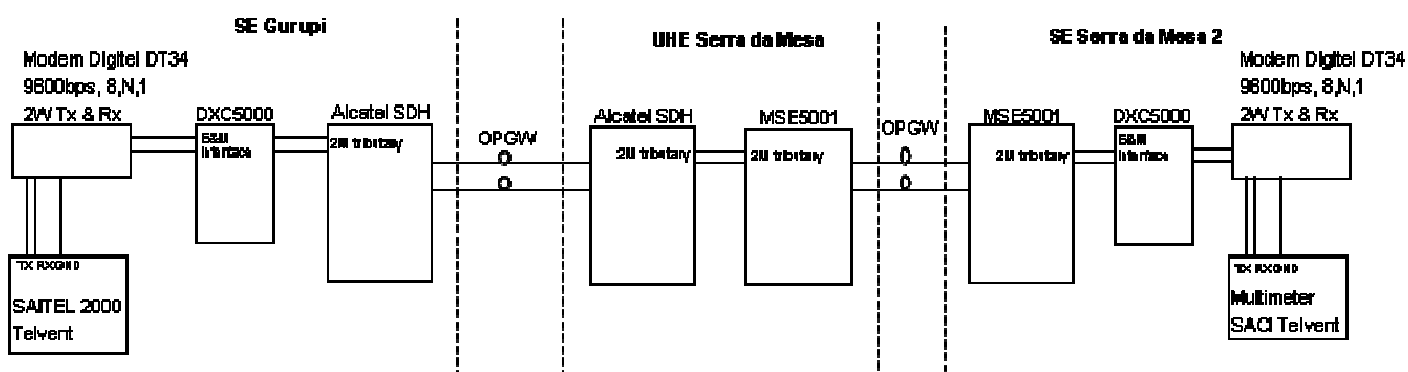 SE Gurupi
Modem Digitel DT34
9600bps, 8,N,1
2W Tx & Rx
DXC5000
E&M
Interface
Alcatel SDH
2M tributary
TX RX GND
SAITEL 2000
Telvent
OPGW
UHE Serra da Mesa
Alcatel SDH
2M tributary
MSE5001
2M tributary
OPGW
SE Serra da Mesa 2
MSE5001
2M tributary
DXC5000
E&M
Interface
Modem Digitel DT34
9600bps, 8,N,1
2W Tx & Rx
TX RX GND
Multimeter
SACI Telvent